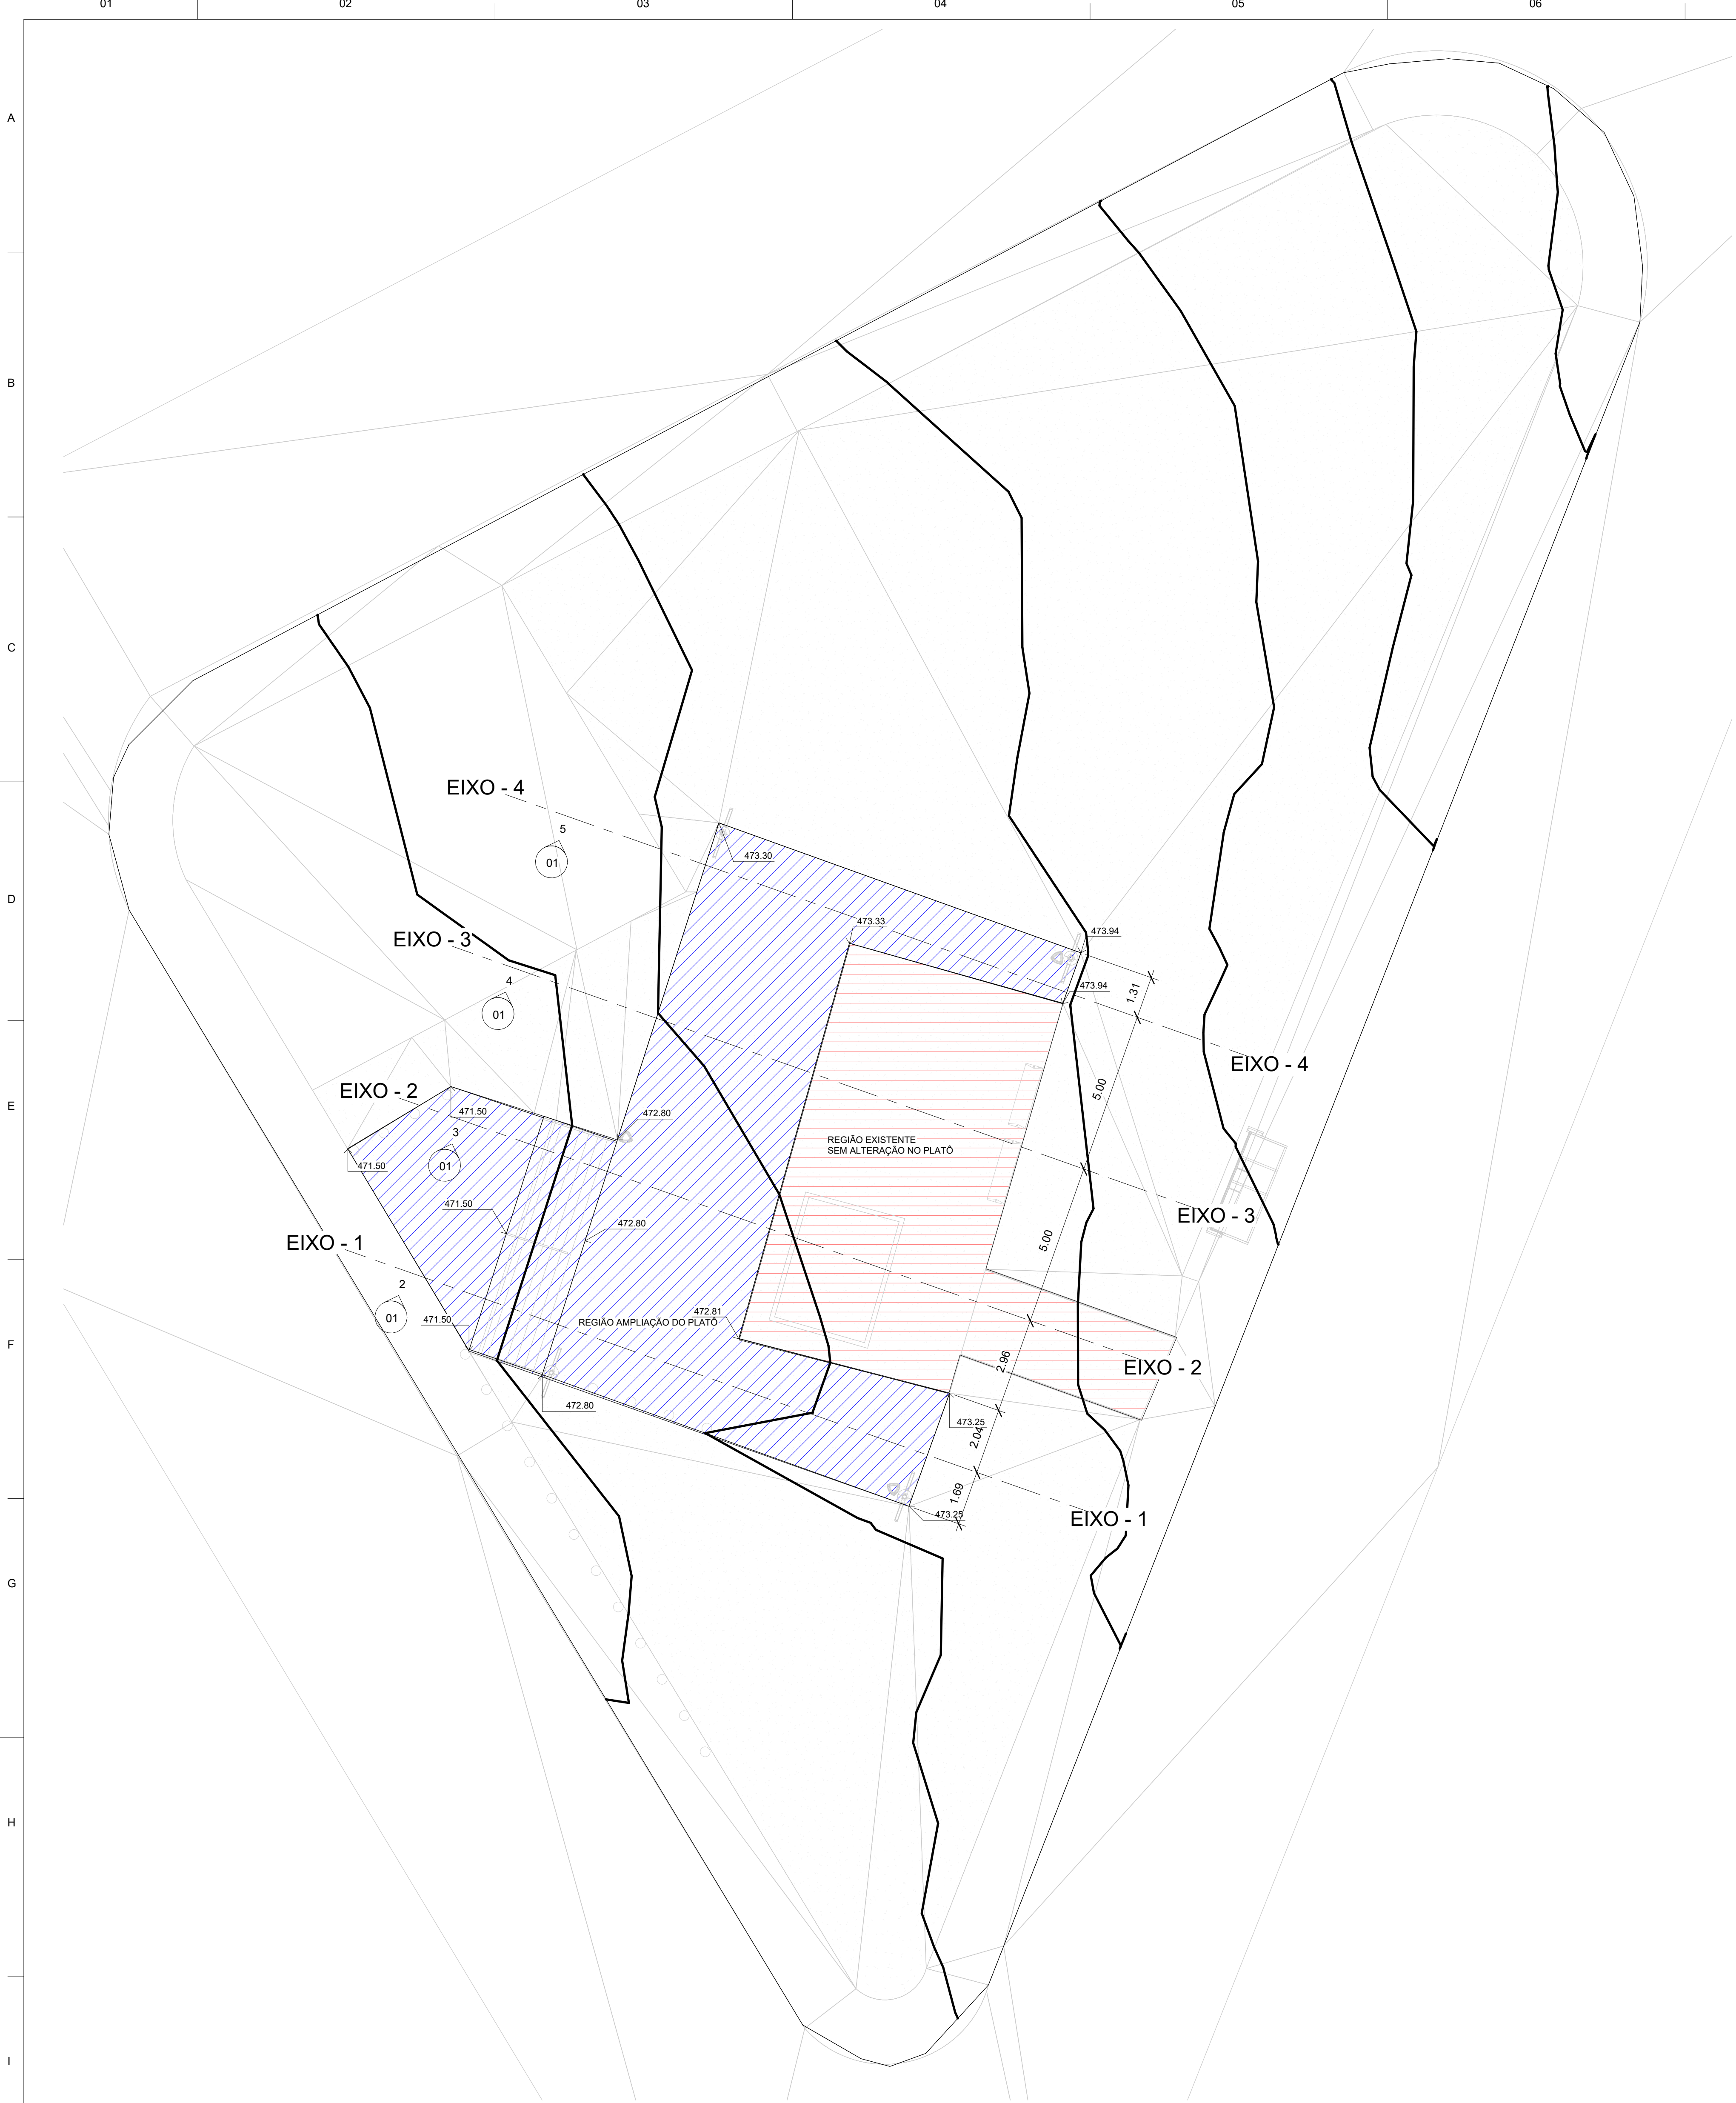 01
02
03
04
05
06
A
B
C
EIXO - 4
5
01
473.30
D
473.33
473.94
EIXO - 3
4
01
473.94
1.31
EIXO - 4
EIXO - 2
5.00
E
471.50
472.80
3
01
471.50
REGIÃO EXISTENTE
SEM ALTERAÇÃO NO PLATÔ
471.50
472.80
EIXO - 3
EIXO - 1
5.00
2
01
471.50
472.81
REGIÃO AMPLIAÇÃO DO PLATÔ
F
2.96
EIXO - 2
472.80
473.25
2.04
1.69
473.25
EIXO - 1
G
H
I